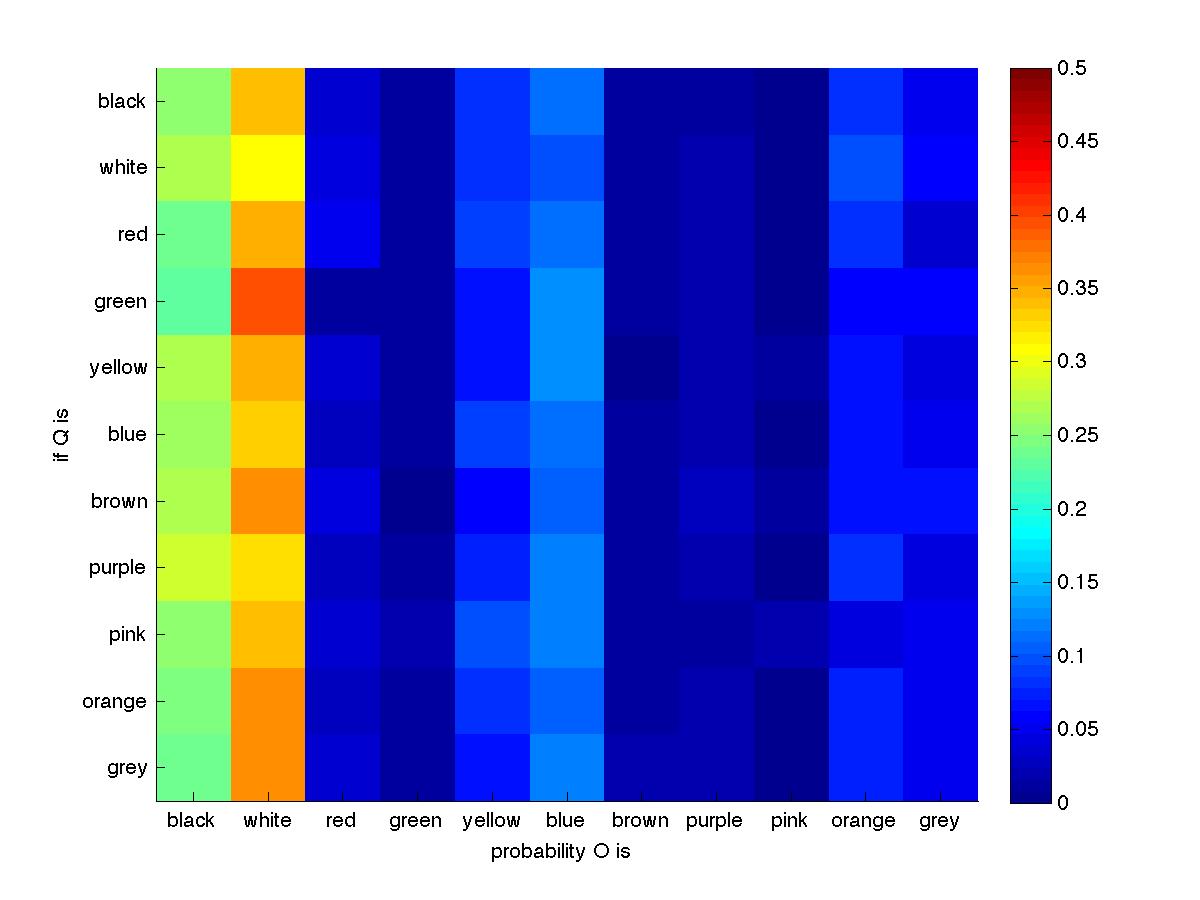 black
white
red
green
yellow
blue
brown
purple
pink
orange
grey
if Q is
black white red green yellow blue brown purple pink orange grey
probability O is
0.5
0.45
0.4
0.35
0.3
0.25
0.2
0.15
0.1
0.05
0